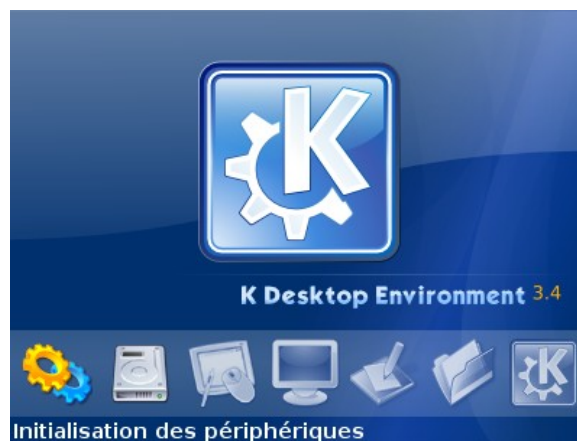 K
K Desktop Environment 3.4
K
Initialisation des périphériques